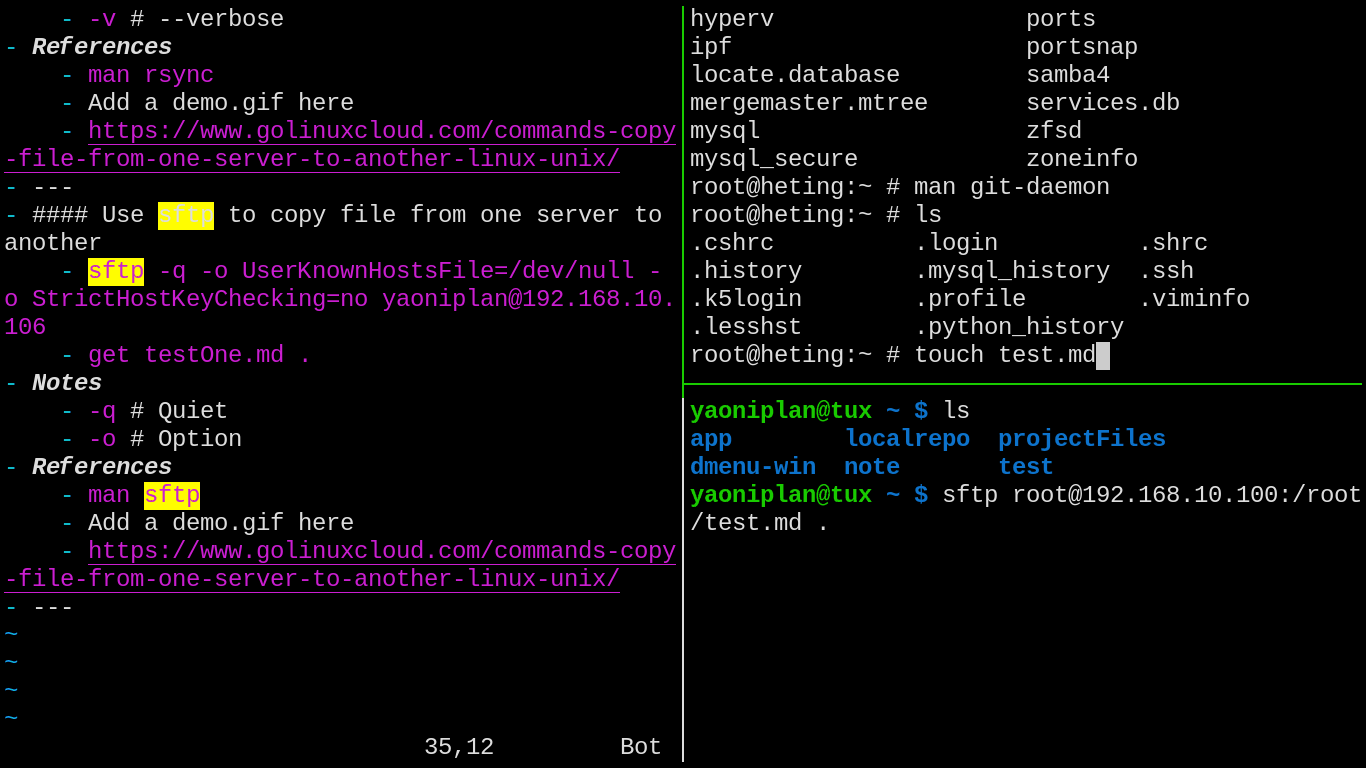 - -v # --verbose
- References
- man rsync
- Add a demo.gif here
- https://www.golinuxcloud.com/commands-copy
-file-from-one-server-to-another-linux-unix/
- ---
- #### Use sftp to copy file from one server to
another
- sftp -q -o UserKnownHostsFile=/dev/null -
o StrictHostKeyChecking=no yaoniplan@192.168.10.
106
- get testOne.md .
- Notes
- -q # Quiet
- -o # Option
- References
- man sftp
- Add a demo.gif here
- https://www.golinuxcloud.com/commands-copy
-file-from-one-server-to-another-linux-unix/
- ---
~
~
~
~
35,12 Bot
hyperv ports
ipf portsnap
locate.database samba4
mergemaster.mtree services.db
mysql zfsd
mysql_secure zoneinfo
root@heting:~ # man git-daemon
root@heting:~ # ls
.cshrc .login .shrc
.history .mysql_history .ssh
.k5login .profile .viminfo
.lesshst .python_history
root@heting:~ # touch test.md
yaoniplan@tux ~ $ ls
app localrepo projectFiles
dmenu-win note test
yaoniplan@tux ~ $ sftp root@192.168.10.100:/root
/test.md .